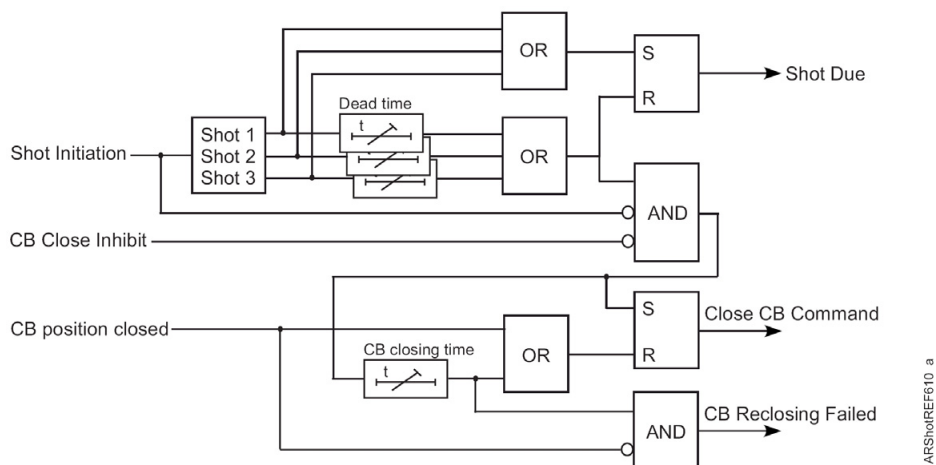 OR
S
R
Shot Due
Dead time
t
Shot Initiation
Shot 1
Shot 2
Shot 3
OR
AND
CB Close Inhibit
CB position closed
CB closing time
t
OR
S
R
Close CB Command
AND
CB Reclosing Failed
ARShotREF610_a